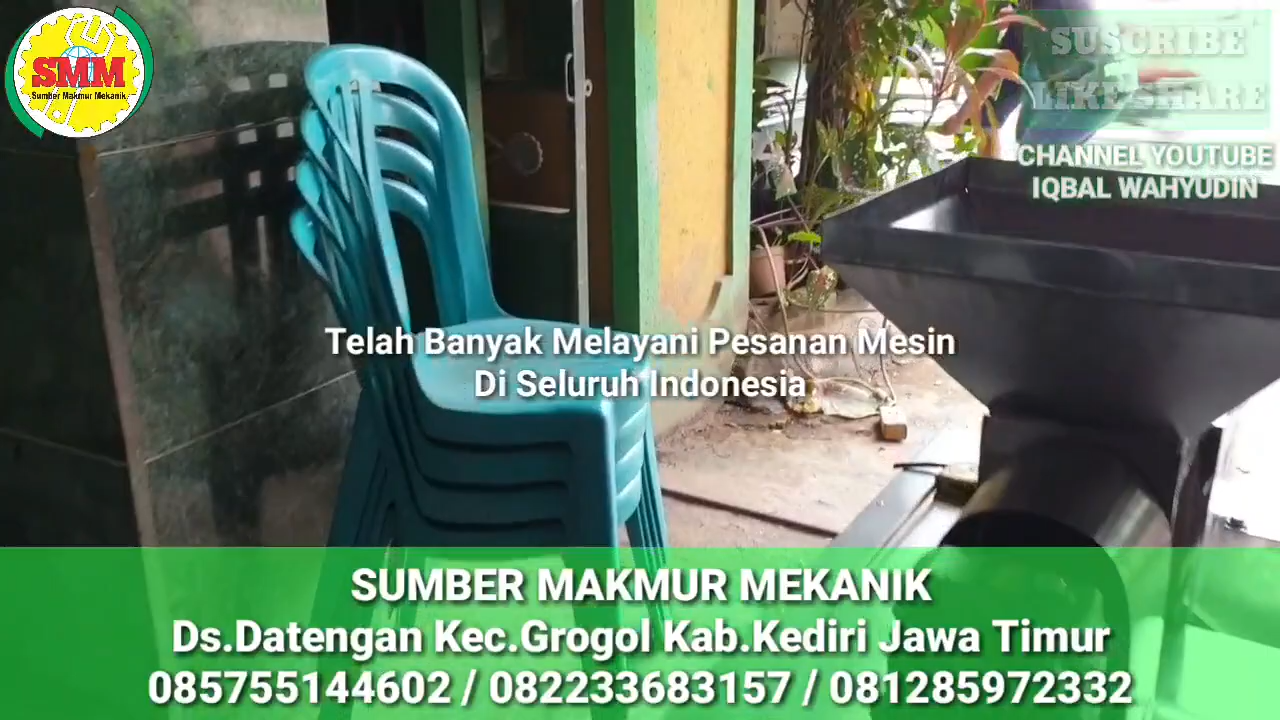 SMM
Sumber Makmur Mekanik
SUSCRIBE
LIKE SHARE
CHANNEL YOUTUBE
IQBAL WAHYUDIN
Telah Banyak Melayani Pesanan Mesin
Di Seluruh Indonesia
SUMBER MAKMUR MEKANIK
Ds.Datengan Kec.Grogol Kab.Kediri Jawa Timur
085755144602 / 082233683157 / 081285972332